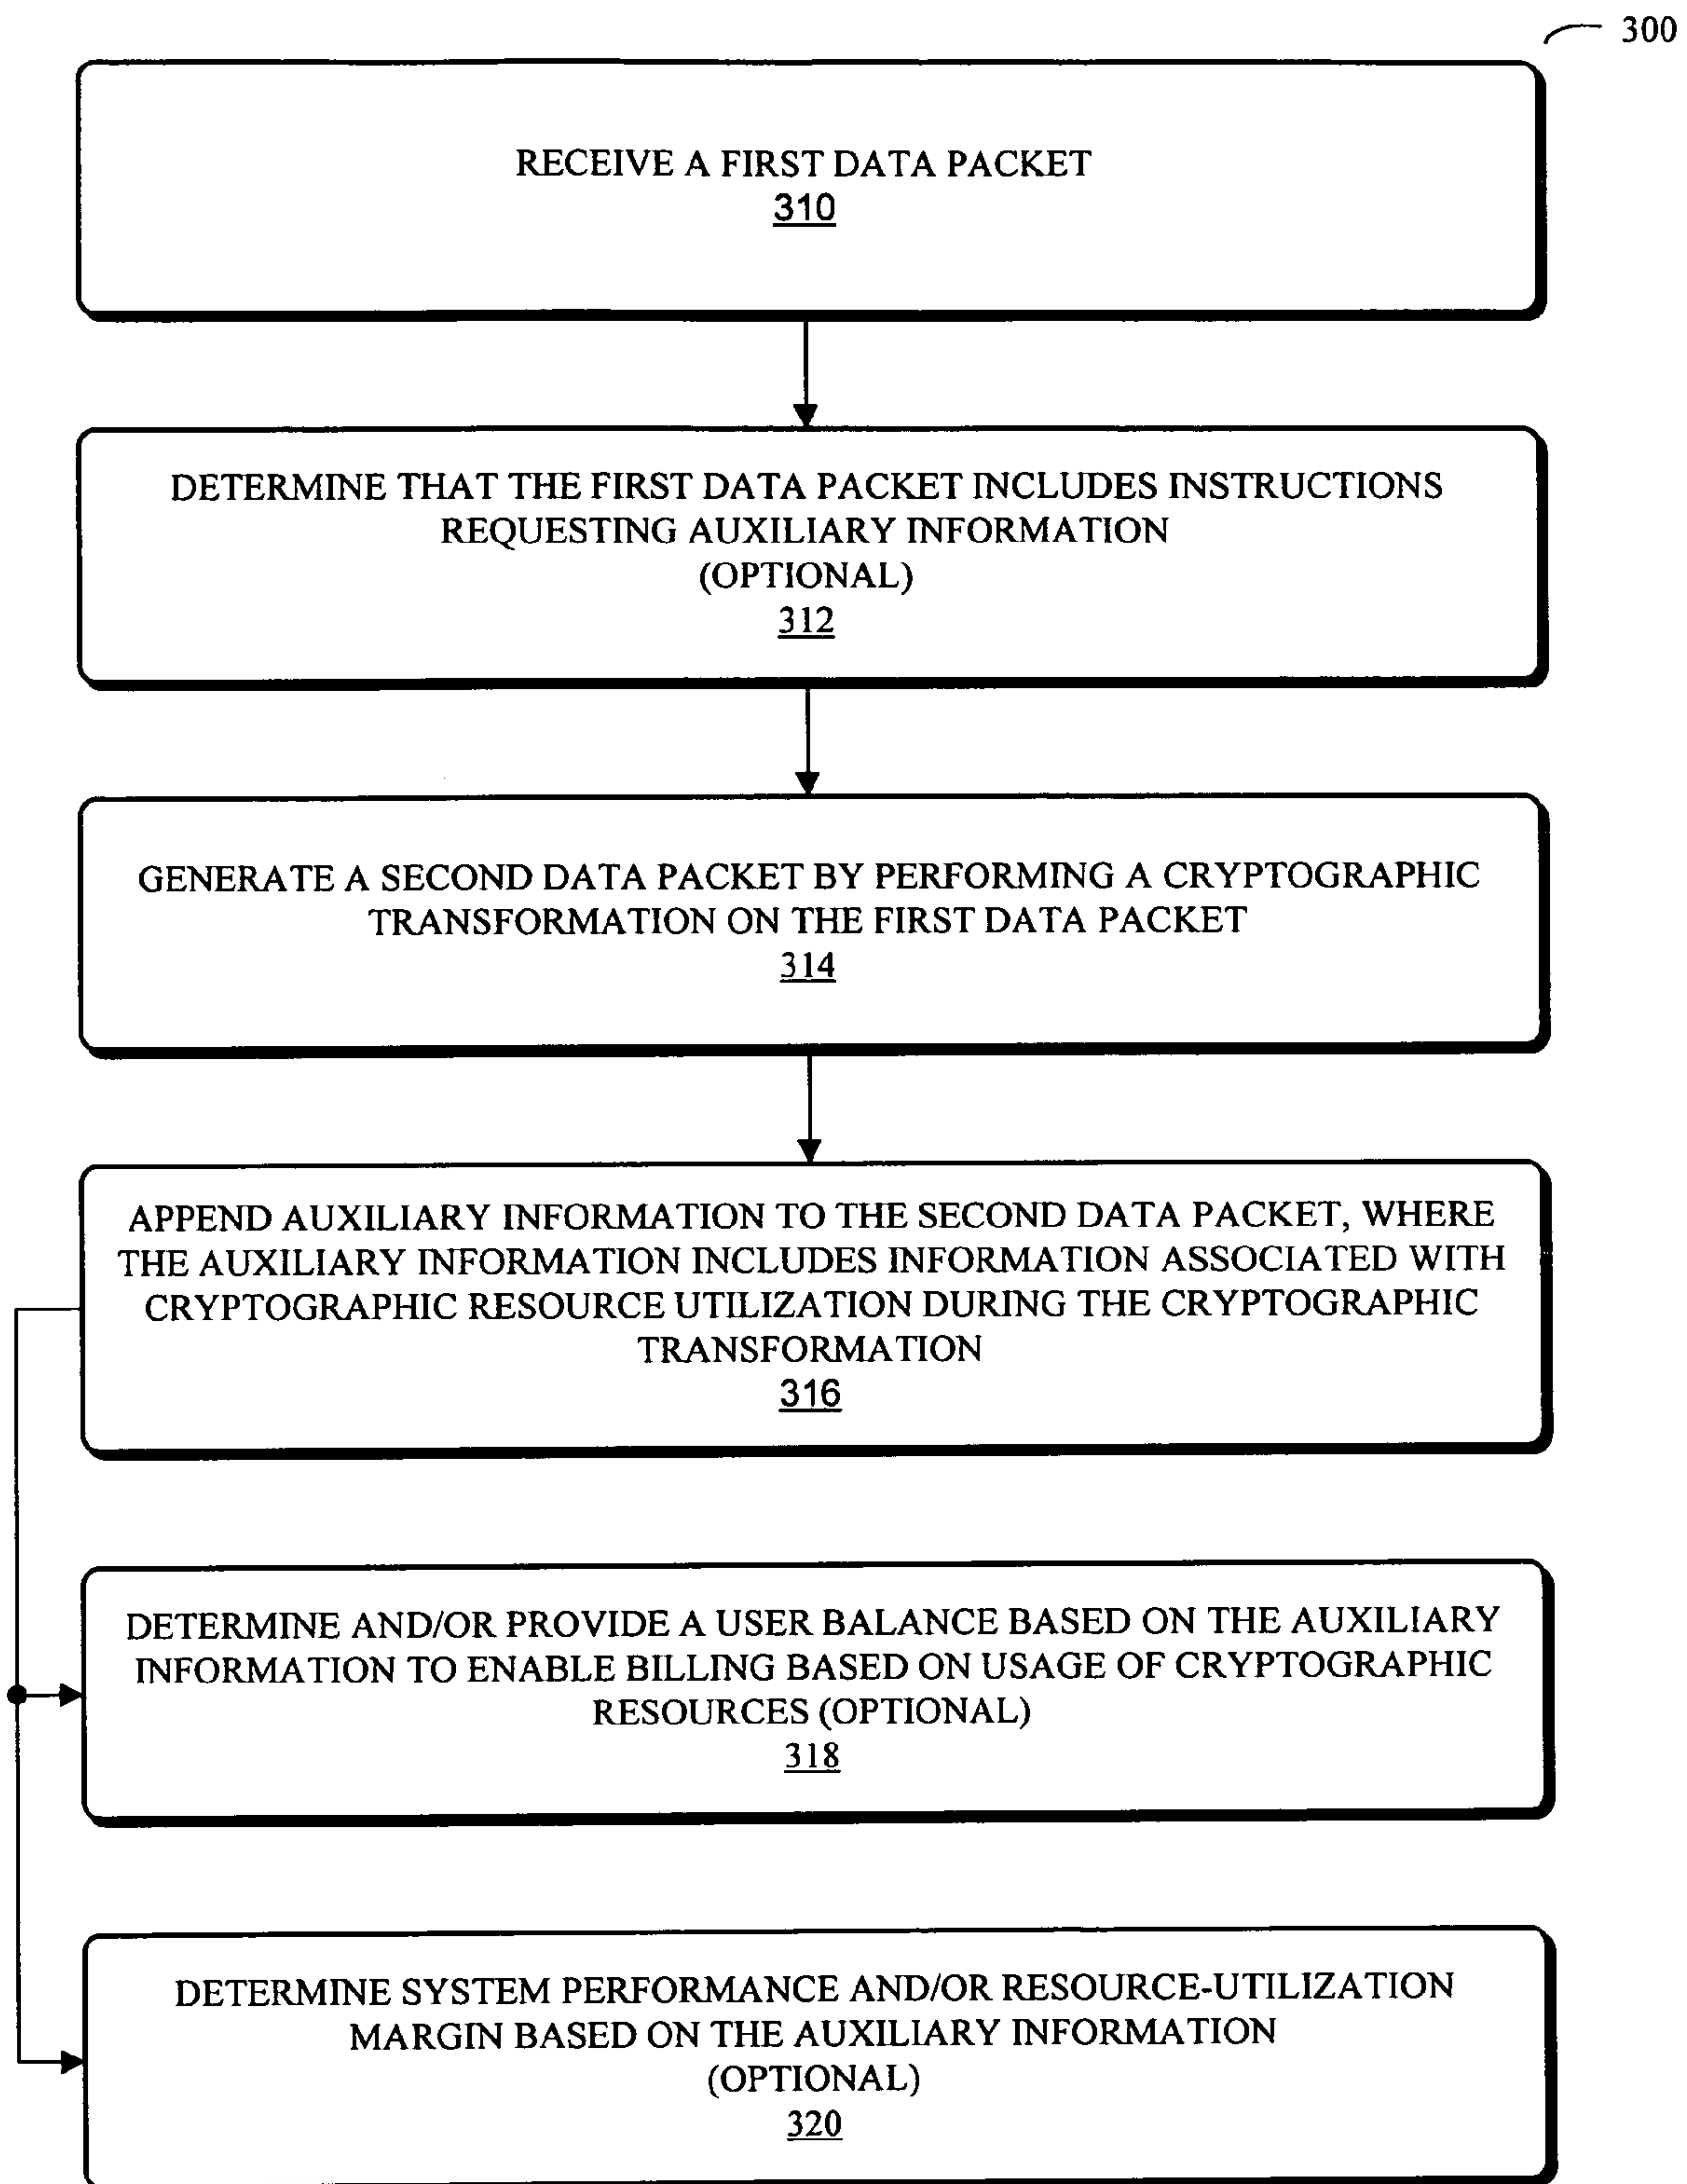 300
RECEIVE A FIRST DATA PACKET
310
DETERMINE THAT THE FIRST DATA PACKET INCLUDES INSTRUCTIONS
REQUESTING AUXILIARY INFORMATION
(OPTIONAL)
312
GENERATE A SECOND DATA PACKET BY PERFORMING A CRYPTOGRAPHIC
TRANSFORMATION ON THE FIRST DATA PACKET
314
APPEND AUXILIARY INFORMATION TO THE SECOND DATA PACKET, WHERE
THE AUXILIARY INFORMATION INCLUDES INFORMATION ASSOCIATED WITH
CRYPTOGRAPHIC RESOURCE UTILIZATION DURING THE CRYPTOGRAPHIC
TRANSFORMATION
316
DETERMINE AND/OR PROVIDE A USER BALANCE BASED ON THE AUXILIARY
INFORMATION TO ENABLE BILLING BASED ON USAGE OF CRYPTOGRAPHIC
RESOURCES (OPTIONAL)
318
DETERMINE SYSTEM PERFORMANCE AND/OR RESOURCE-UTILIZATION
MARGIN BASED ON THE AUXILIARY INFORMATION
(OPTIONAL)
320